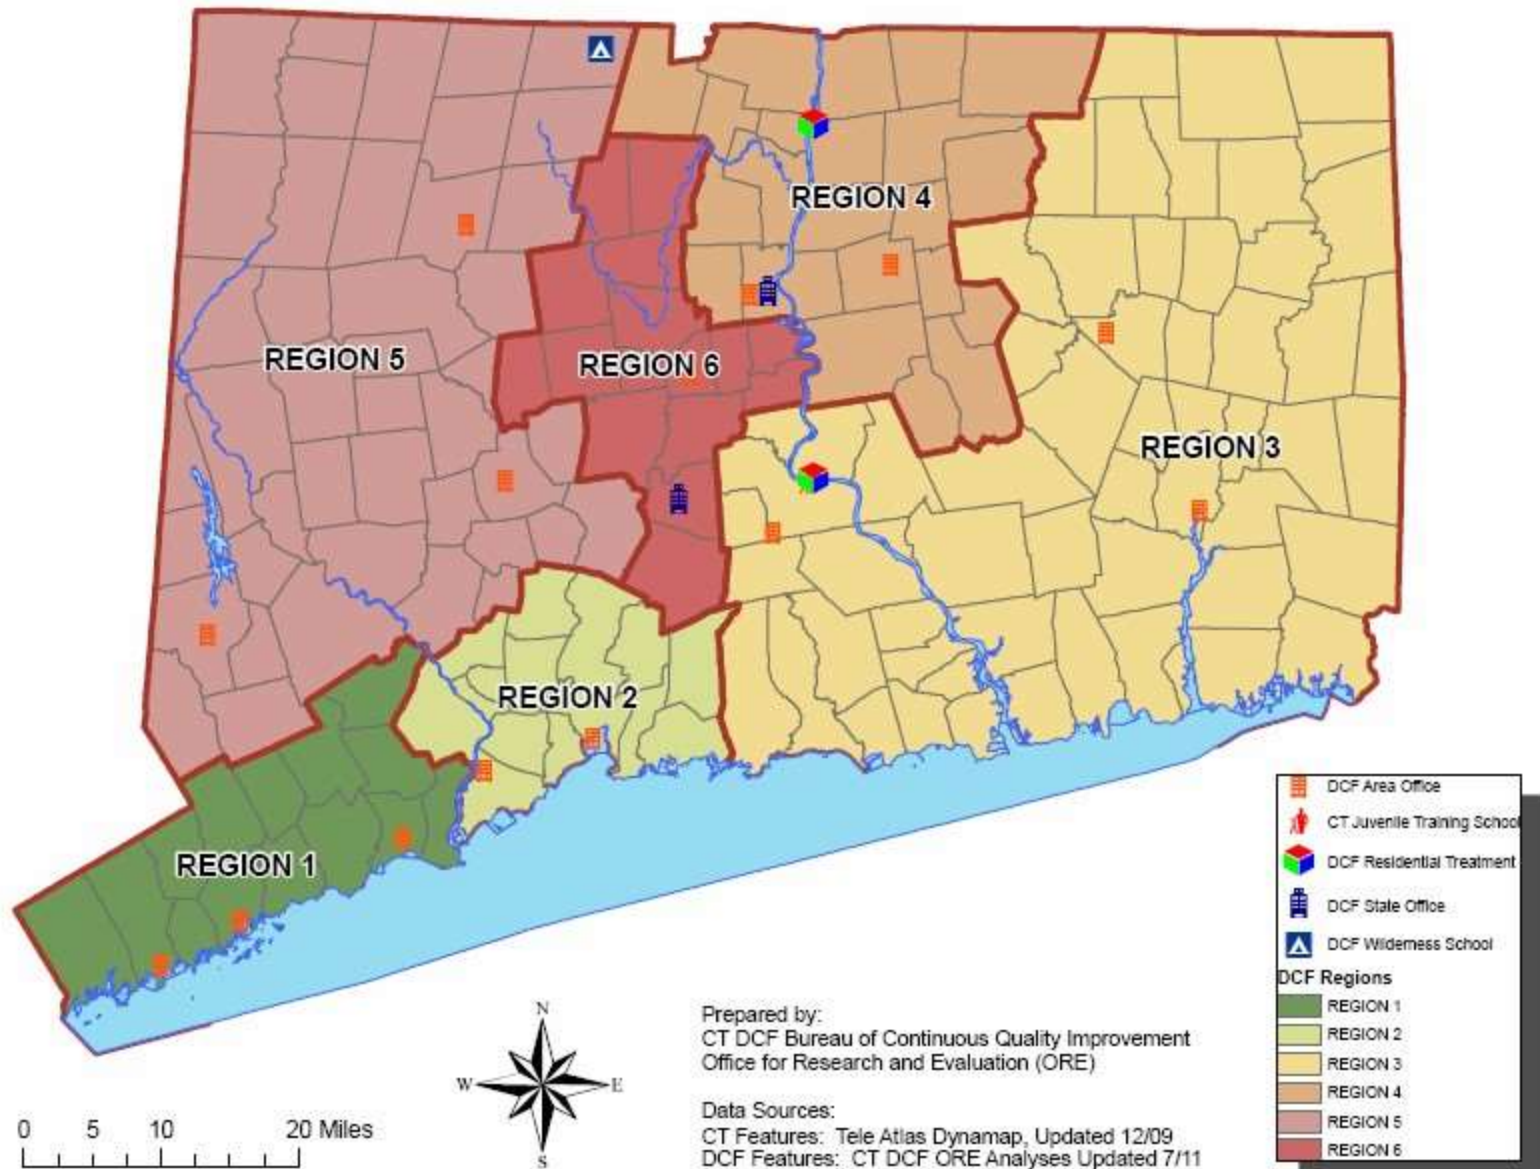 REGION 4
REGION 5
REGION 6
REGION 3
REGION 2
REGION 1
DCF Area Office
CT Juvenile Training School
DCF Residential Treatment
DCF State Office
DCF Wilderness School
DCF Regions
REGION 1
REGION 2
REGION 3
REGION 4
REGION 5
REGION 6
N
W E
S
Prepared by:
CT DCF Bureau of Continuous Quality Improvement
Office for Research and Evaluation (ORE)
Data Sources:
CT Features: Tele Atlas Dynamap, Updated 12/09
DCF Features: CT DCF ORE Analyses Updated 7/11
0 5 10 20 Miles